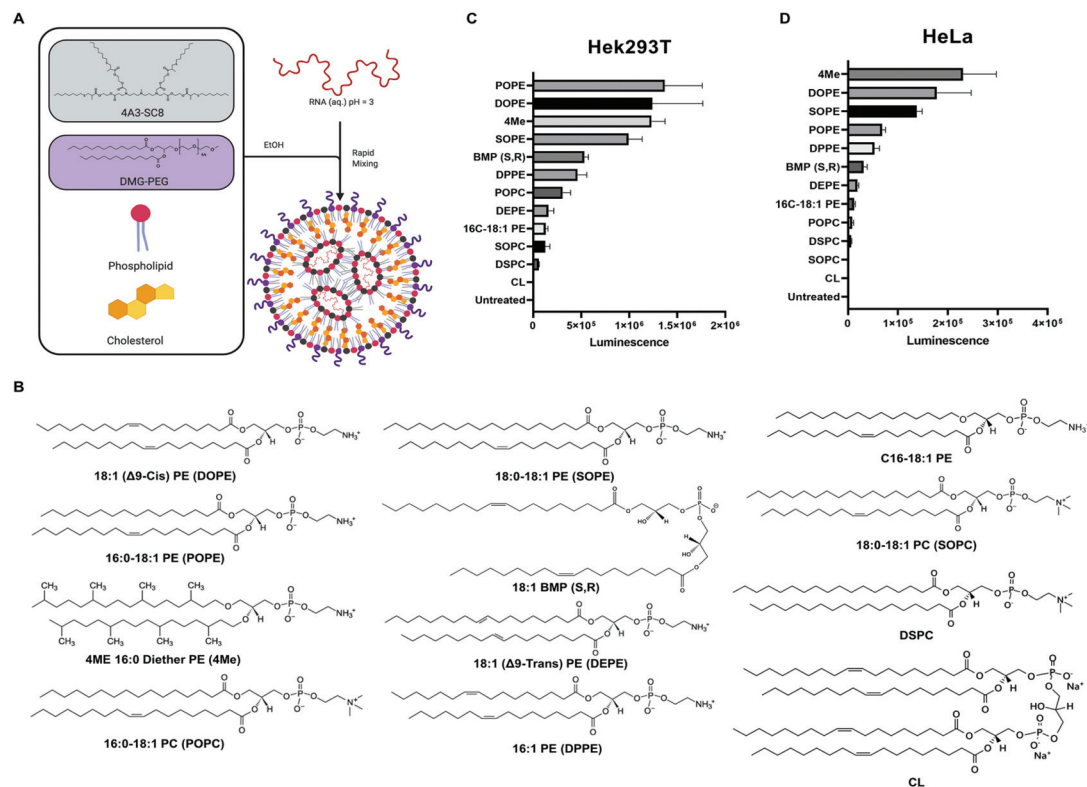 A
4A3-SC8
DMG-PEG
Phospholipid
Cholesterol
EtOH
RNA (aq.) pH = 3
Rapid
Mixing
C
Hek293T
POPE
DOPE
4Me
SOPE
BMP (S,R)
DPPE
POPC
DEPE
16C-18:1 PE
SOPC
DSPC
CL
Untreated
0
5×10⁵
1×10⁶
2×10⁶
2×10⁶
Luminescence
D
HeLa
4Me
DOPE
SOPE
POPE
DPPE
BMP (S,R)
DEPE
16C-18:1 PE
POPC
DSPC
SOPC
CL
Untreated
0
1×10⁵
2×10⁵
3×10⁵
4×10⁵
Luminescence
B
18:1 (Δ9-Cis) PE (DOPE)
16:0-18:1 PE (POPE)
4ME 16:0 Diether PE (4Me)
16:0-18:1 PC (POPC)
18:0-18:1 PE (SOPE)
18:1 BMP (S,R)
18:1 (Δ9-Trans) PE (DEPE)
16:1 PE (DPPE)
C16-18:1 PE
18:0-18:1 PC (SOPC)
DSPC
CL